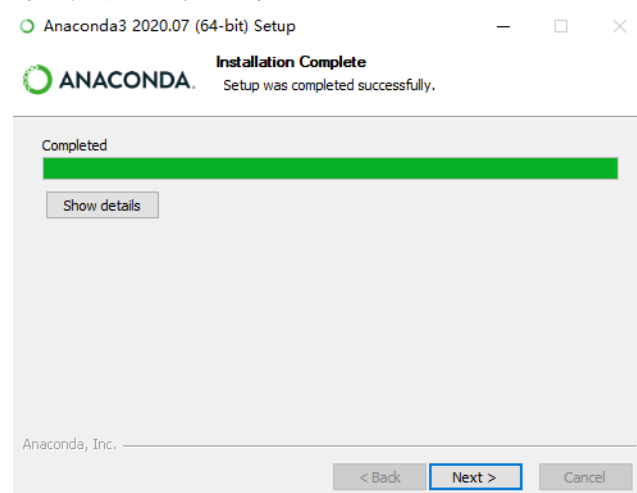 Anaconda3 2020.07 (64-bit) Setup
ANACONDA.
Installation Complete
Setup was completed successfully.
Completed
Show details
Anaconda, Inc.
< Back
Next >
Cancel